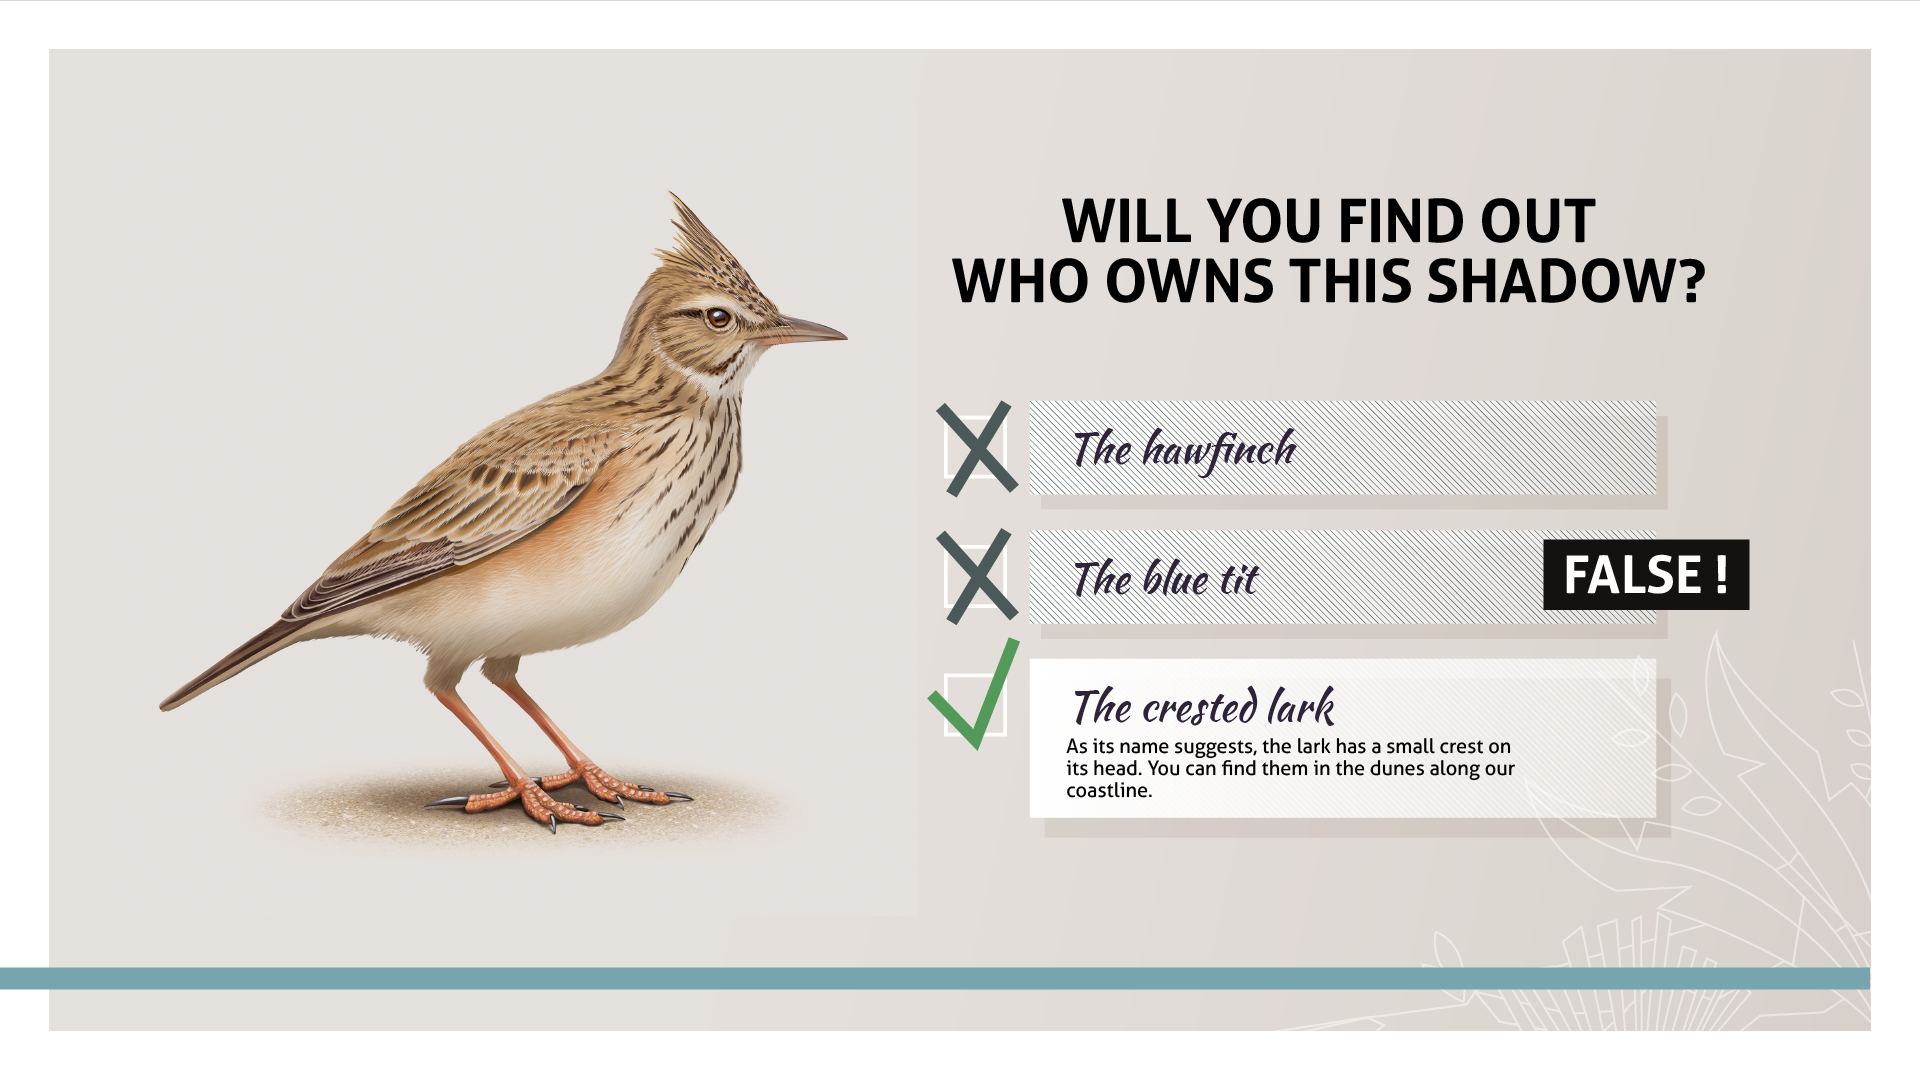 WILL YOU FIND OUT
WHO OWNS THIS SHADOW?
The hawfinch
The blue tit
FALSE !
The crested lark
As its name suggests, the lark has a small crest on
its head. You can find them in the dunes along our
coastline.